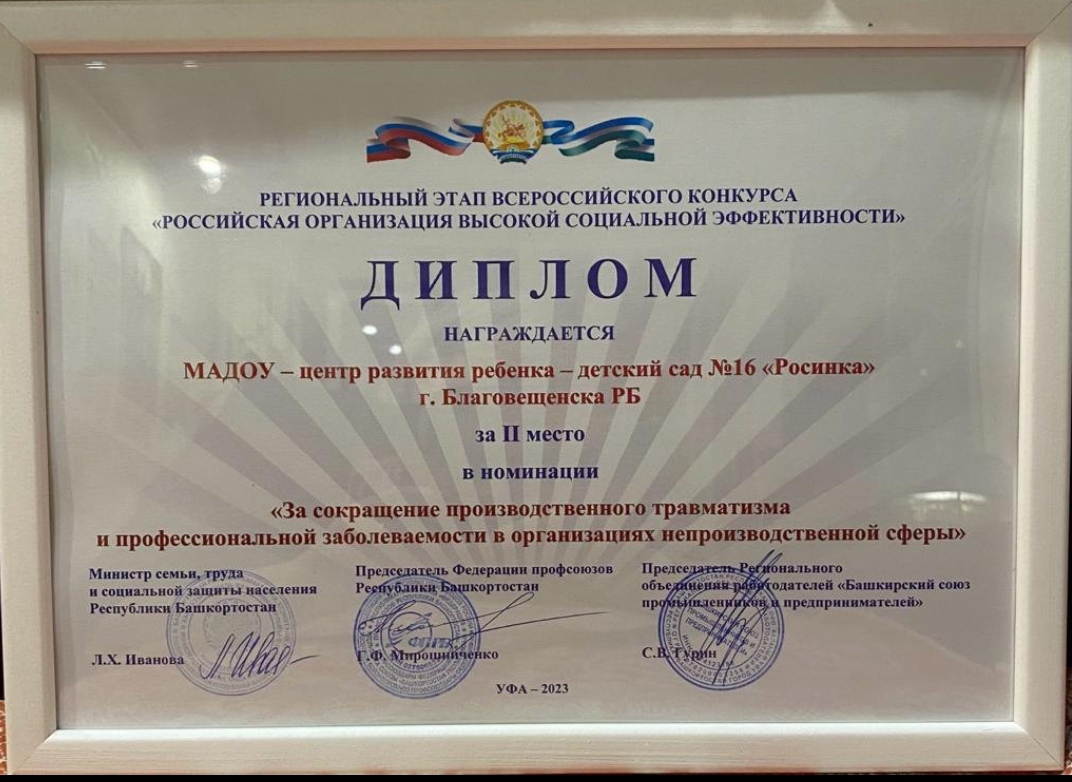 РЕГИОНАЛЬНЫЙ ЭТАП ВСЕРОССИЙСКОГО КОНКУРСА
«РОССИЙСКАЯ ОРГАНИЗАЦИЯ ВЫСОКОЙ СОЦИАЛЬНОЙ ЭФФЕКТИВНОСТИ»
ДИПЛОМ
НАГРАЖДАЕТСЯ
МАДОУ – центр развития ребенка – детский сад №16 «Росинка»
г. Благовещенска РБ
за II место
в номинации
«За сокращение производственного травматизма
и профессиональной заболеваемости в организациях непроизводственной сферы»
Министр семьи, труда
и социальной защиты населения
Республики Башкортостан
Л.Х. Иванова
Председатель Федерации профсоюзов
Республики Башкортостан
ФПРБ
Г.Ф. Мирошниченко
Председатель Регионального
объединения работодателей «Башкирский союз
промышленников и предпринимателей»
С.В. Гурин
УФА – 2023